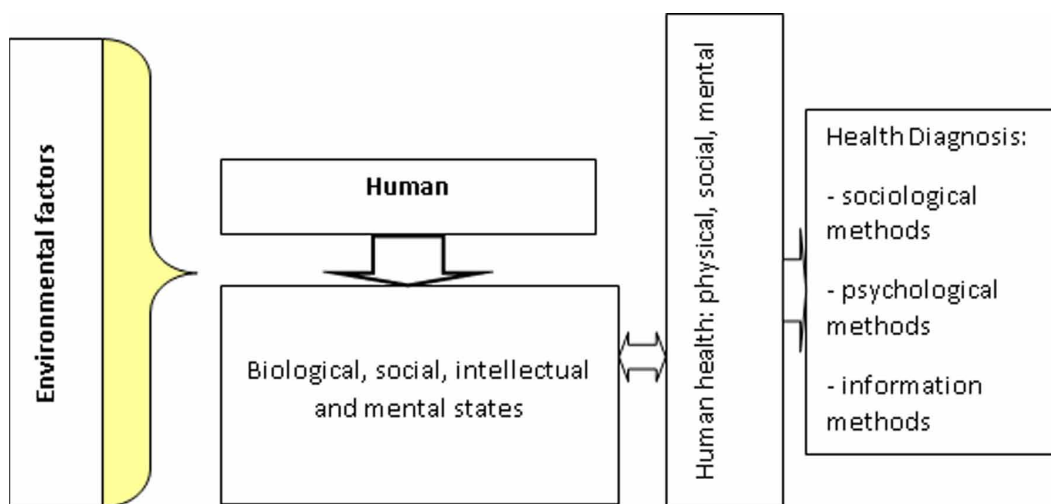 Environmental factors
Human
Biological, social, intellectual
and mental states
Human health: physical, social, mental
Health Diagnosis:
- sociological
methods
- psychological
methods
- information
methods